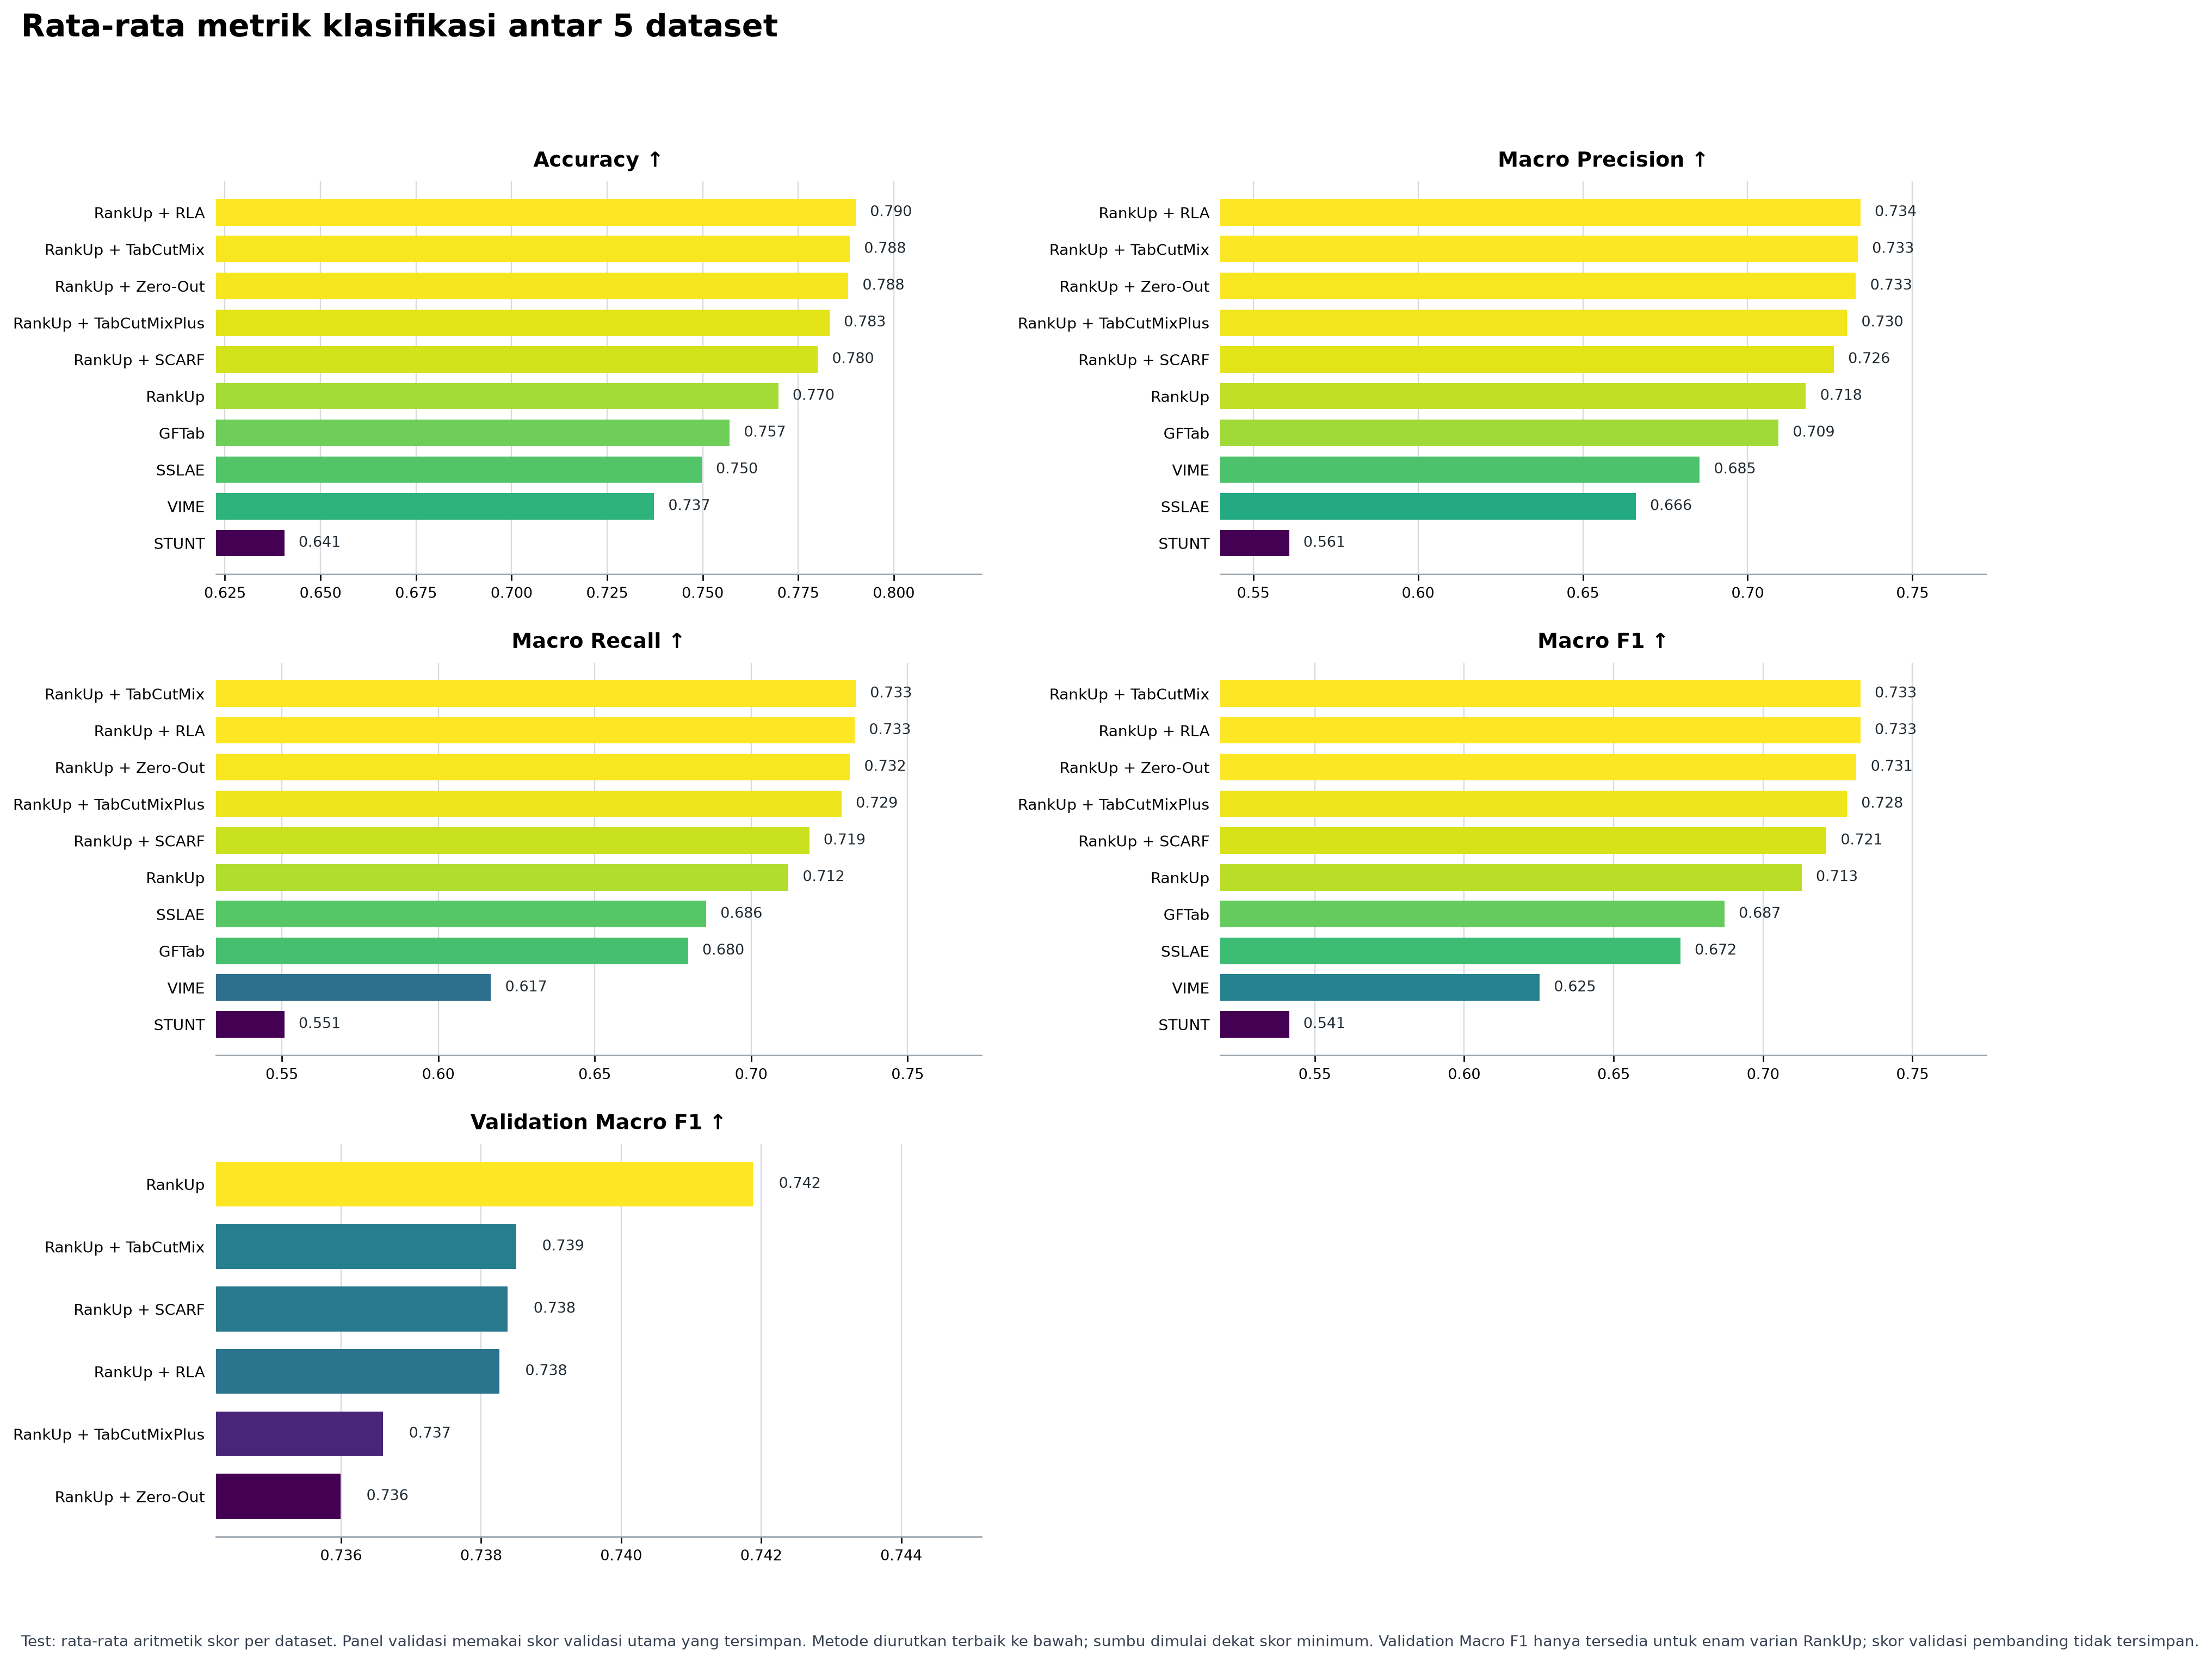 Rata-rata metrik klasifikasi antar 5 dataset
Accuracy ↑
RankUp + RLA 0.790
RankUp + TabCutMix 0.788
RankUp + Zero-Out 0.788
RankUp + TabCutMixPlus 0.783
RankUp + SCARF 0.780
RankUp 0.770
GFTab 0.757
SSLAE 0.750
VIME 0.737
STUNT 0.641
0.625 0.650 0.675 0.700 0.725 0.750 0.775 0.800
Macro Precision ↑
RankUp + RLA 0.734
RankUp + TabCutMix 0.733
RankUp + Zero-Out 0.733
RankUp + TabCutMixPlus 0.730
RankUp + SCARF 0.726
RankUp 0.718
GFTab 0.709
VIME 0.685
SSLAE 0.666
STUNT 0.561
0.55 0.60 0.65 0.70 0.75
Macro Recall ↑
RankUp + TabCutMix 0.733
RankUp + RLA 0.733
RankUp + Zero-Out 0.732
RankUp + TabCutMixPlus 0.729
RankUp + SCARF 0.719
RankUp 0.712
SSLAE 0.686
GFTab 0.680
VIME 0.617
STUNT 0.551
0.55 0.60 0.65 0.70 0.75
Macro F1 ↑
RankUp + TabCutMix 0.733
RankUp + RLA 0.733
RankUp + Zero-Out 0.731
RankUp + TabCutMixPlus 0.728
RankUp + SCARF 0.721
RankUp 0.713
GFTab 0.687
SSLAE 0.672
VIME 0.625
STUNT 0.541
0.55 0.60 0.65 0.70 0.75
Validation Macro F1 ↑
RankUp 0.742
RankUp + TabCutMix 0.739
RankUp + SCARF 0.738
RankUp + RLA 0.738
RankUp + TabCutMixPlus 0.737
RankUp + Zero-Out 0.736
0.736 0.738 0.740 0.742 0.744
Test: rata-rata aritmetik skor per dataset. Panel validasi memakai skor validasi utama yang tersimpan. Metode diurutkan terbaik ke bawah; sumbu dimulai dekat skor minimum. Validation Macro F1 hanya tersedia untuk enam varian RankUp; skor validasi pembanding tidak tersimpan.